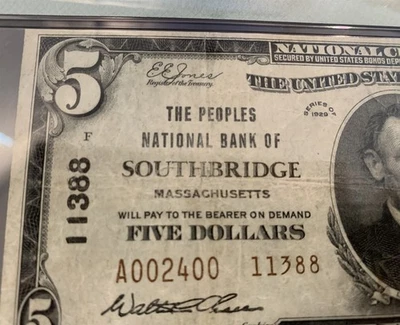 NATIONAL
SECURED BY UNITED STATES BONDS
THE UNITED STA
5
E.E. Jones
Register of the Treasury.
SERIES OF
1929
THE PEOPLES
F
NATIONAL BANK OF
SOUTHBRIDGE
MASSACHUSETTS
11388
WILL PAY TO THE BEARER ON DEMAND
FIVE DOLLARS
A002400 11388
5